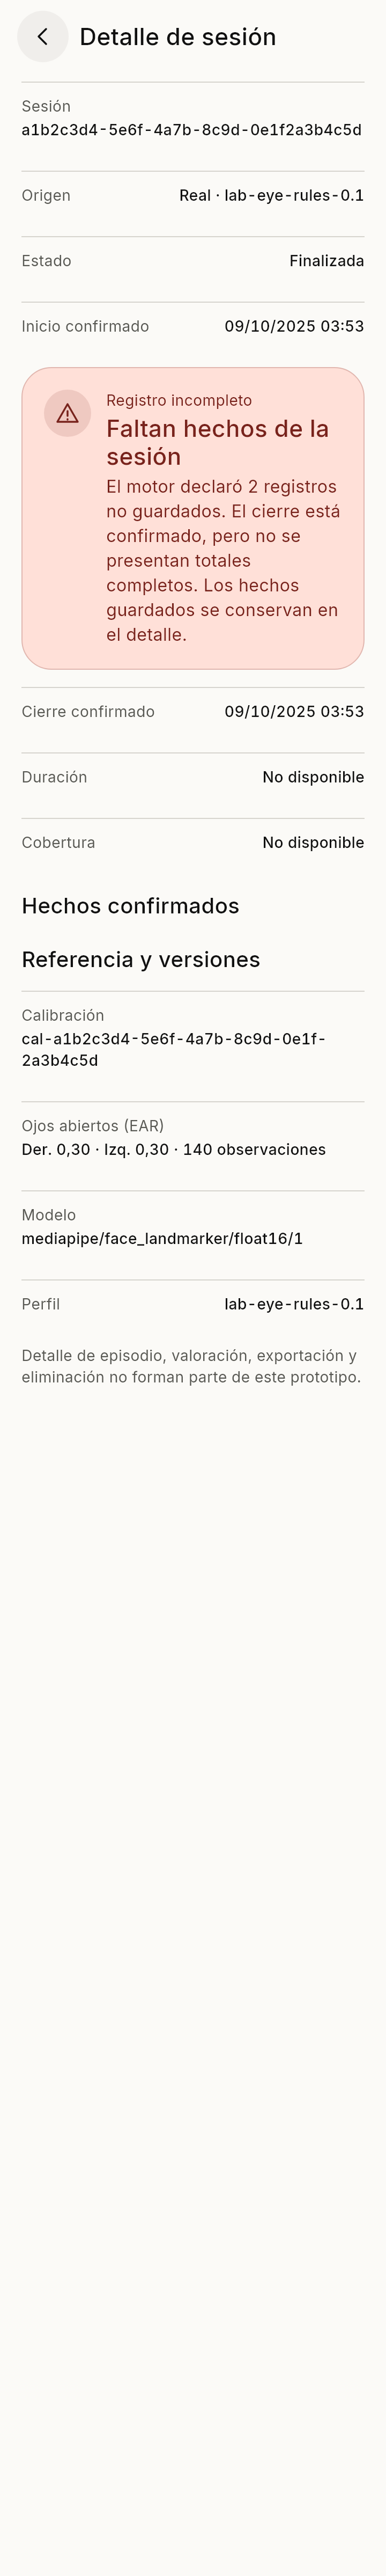 Detalle de sesión
Sesión
a1b2c3d4-5e6f-4a7b-8c9d-0e1f2a3b4c5d
Origen Real · lab-eye-rules-0.1
Estado Finalizada
Inicio confirmado 09/10/2025 03:53
Registro incompleto
Faltan hechos de la
sesión
El motor declaró 2 registros
no guardados. El cierre está
confirmado, pero no se
presentan totales
completos. Los hechos
guardados se conservan en
el detalle.
Cierre confirmado 09/10/2025 03:53
Duración No disponible
Cobertura No disponible
Hechos confirmados
Referencia y versiones
Calibración
cal-a1b2c3d4-5e6f-4a7b-8c9d-0e1f-
2a3b4c5d
Ojos abiertos (EAR)
Der. 0,30 · Izq. 0,30 · 140 observaciones
Modelo
mediapipe/face_landmarker/float16/1
Perfil lab-eye-rules-0.1
Detalle de episodio, valoración, exportación y
eliminación no forman parte de este prototipo.